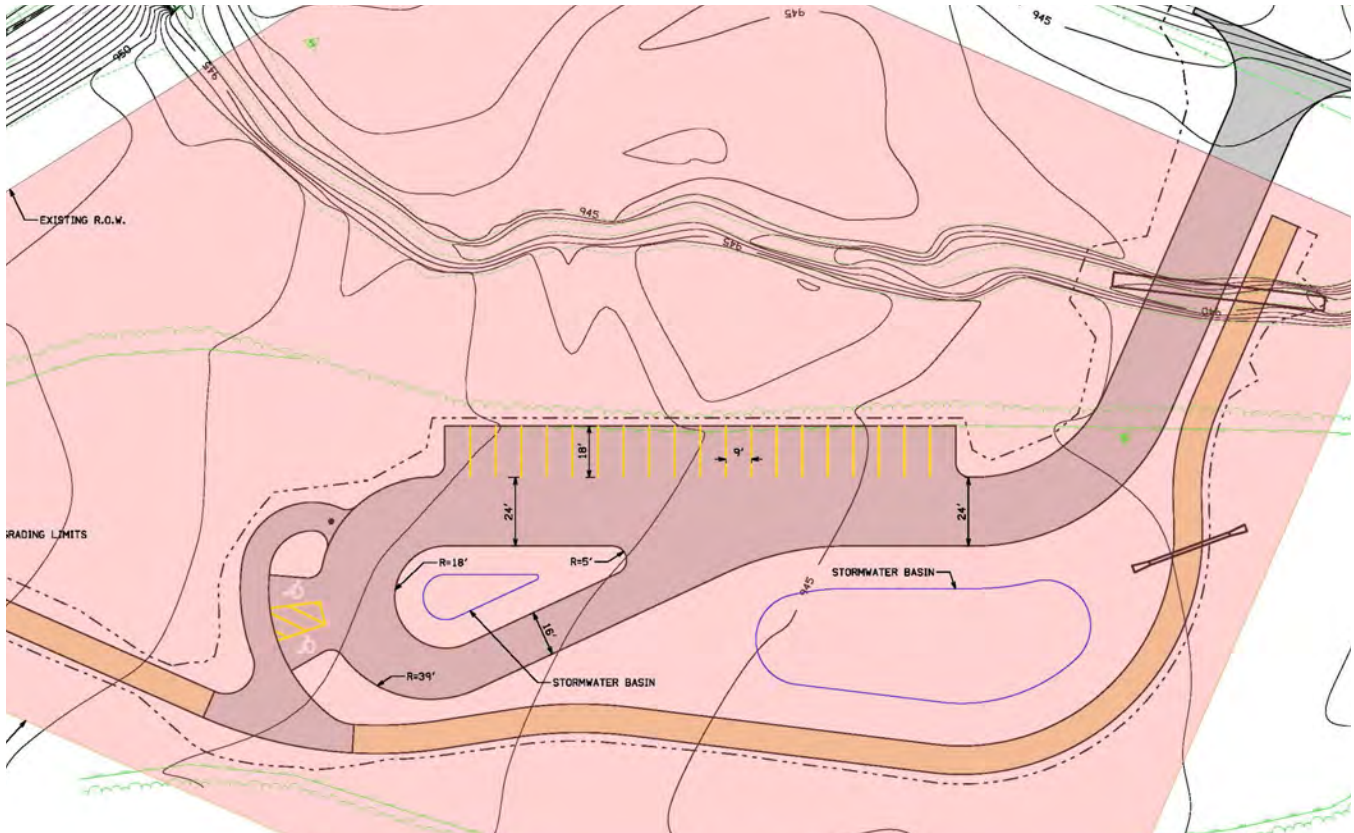 945
945
950
945
EXISTING R.O.W.
945
945
940
18'
9'
24'
24'
GRADING LIMITS
R=18'
R=5'
STORMWATER BASIN
945
16'
R=39'
STORMWATER BASIN